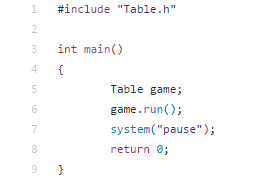 1 #include "Table.h"
2
3 int main()
4 {
5 Table game;
6 game.run();
7 system("pause");
8 return 0;
9 }